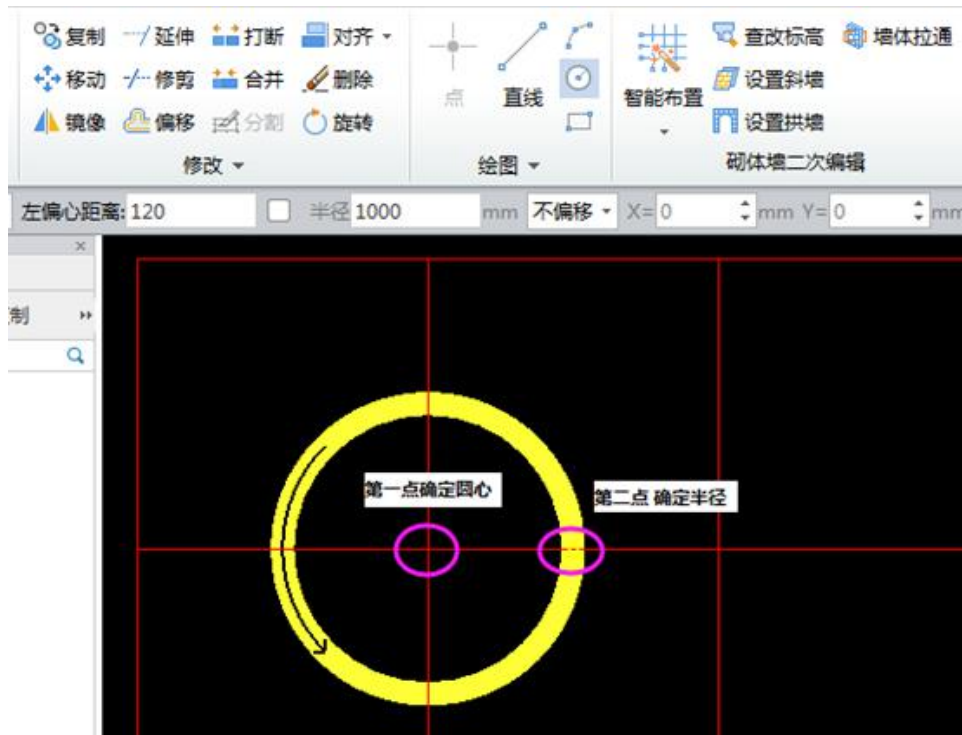 复制 延伸 打断 对齐
移动 修剪 合并 删除
镜像 偏移 分割 旋转
修改
点 直线
绘图
智能布置
查改标高 墙体拉通
设置斜墙
设置拱墙
砌体墙二次编辑
左偏心距离: 120 半径 1000 mm 不偏移 X= 0 mm Y= 0 mm
制
第一点确定圆心
第二点 确定半径